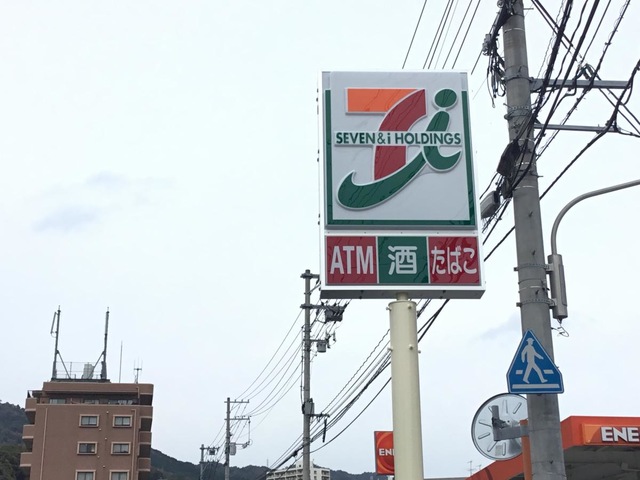 SEVEN & i HOLDINGS
ATM 酒 たばこ
ENE